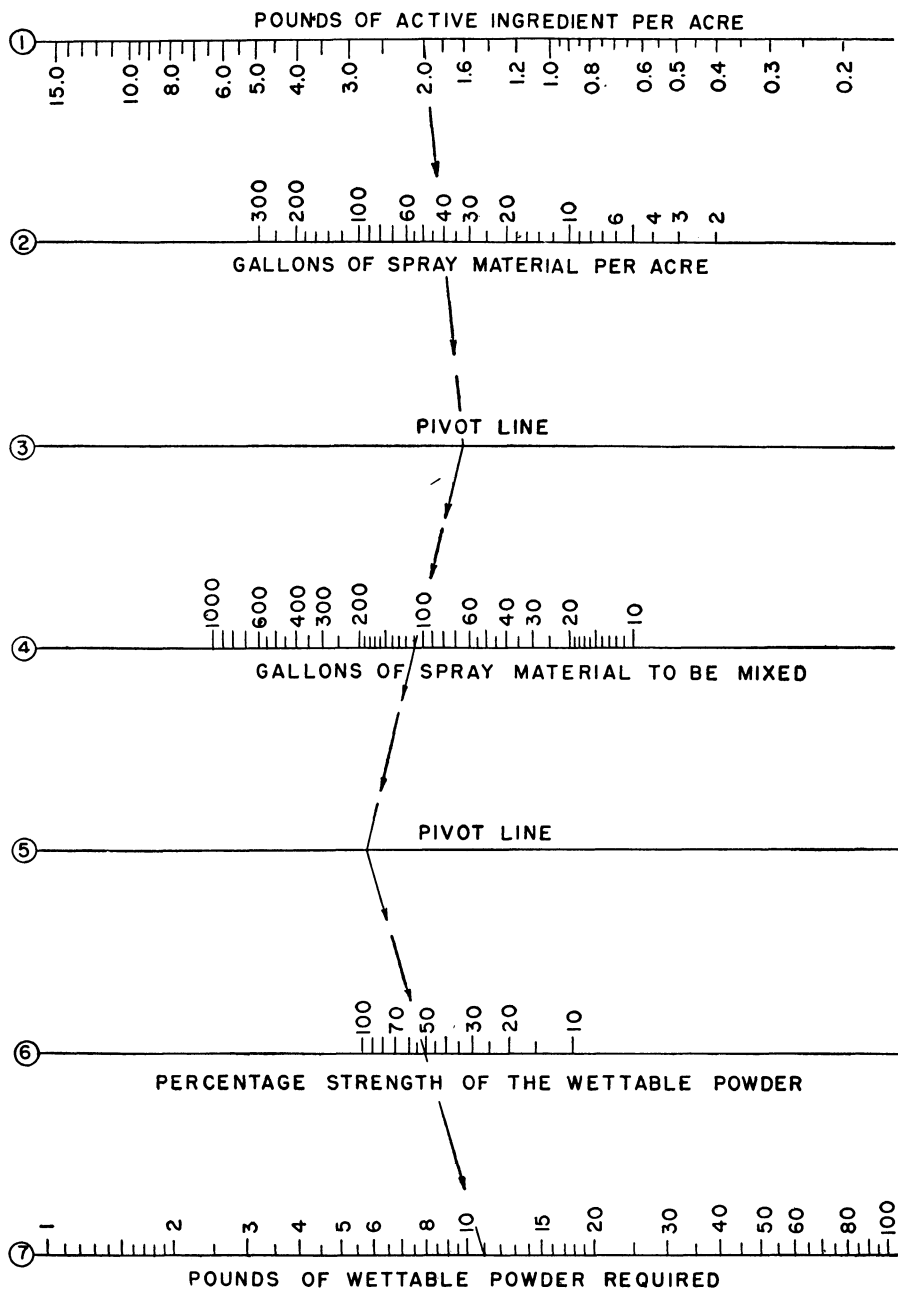 POUNDS OF ACTIVE INGREDIENT PER ACRE
1
15.0 10.0 8.0 6.0 5.0 4.0 3.0 2.0 1.6 1.2 1.0 0.8 0.6 0.5 0.4 0.3 0.2
300 200 100 60 40 30 20 10 6 4 3 2
2
GALLONS OF SPRAY MATERIAL PER ACRE
PIVOT LINE
3
1000 600 400 300 200 100 60 40 30 20 10
4
GALLONS OF SPRAY MATERIAL TO BE MIXED
PIVOT LINE
5
100 70 50 30 20 10
6
PERCENTAGE STRENGTH OF THE WETTABLE POWDER
1 2 3 4 5 6 8 10 15 20 30 40 50 60 80 100
7
POUNDS OF WETTABLE POWDER REQUIRED